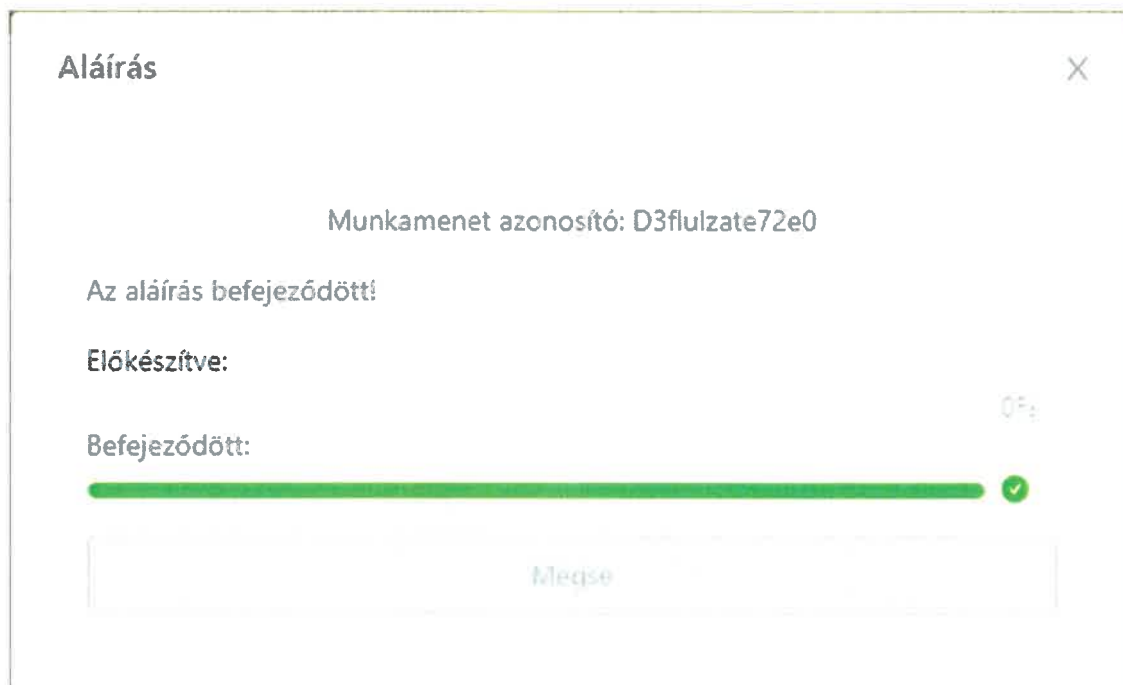 Aláírás
X
Munkamenet azonosító: D3flulzate72e0
Az aláírás befejeződött!
Előkészítve:
Befejeződött:
Mégse